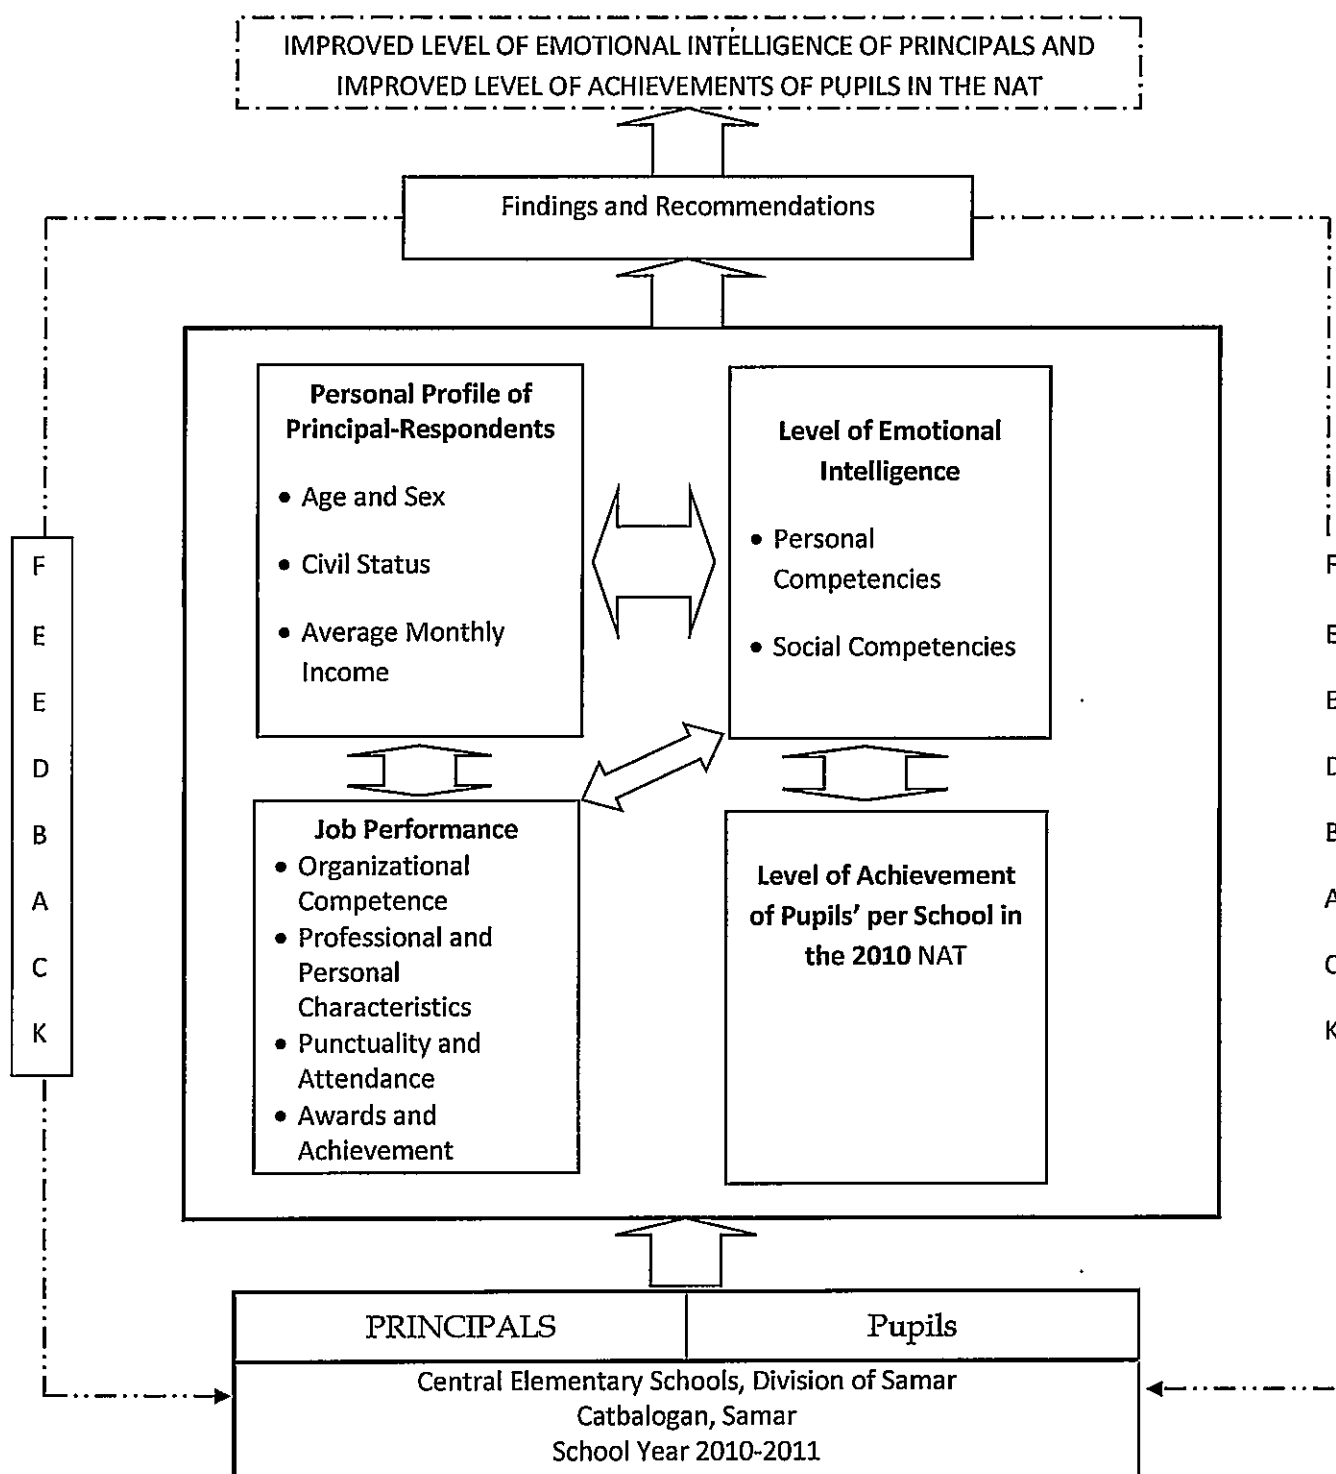 IMPROVED LEVEL OF EMOTIONAL INTELLIGENCE OF PRINCIPALS AND
IMPROVED LEVEL OF ACHIEVEMENTS OF PUPILS IN THE NAT
Findings and Recommendations
Personal Profile of
Principal-Respondents
• Age and Sex
• Civil Status
• Average Monthly
Income
Level of Emotional
Intelligence
• Personal
Competencies
• Social Competencies
Job Performance
• Organizational
Competence
• Professional and
Personal
Characteristics
• Punctuality and
Attendance
• Awards and
Achievement
Level of Achievement
of Pupils' per School in
the 2010 NAT
F
E
E
D
B
A
C
K
F
E
B
D
B
A
C
K
PRINCIPALS
Pupils
Central Elementary Schools, Division of Samar
Catbalogan, Samar
School Year 2010-2011